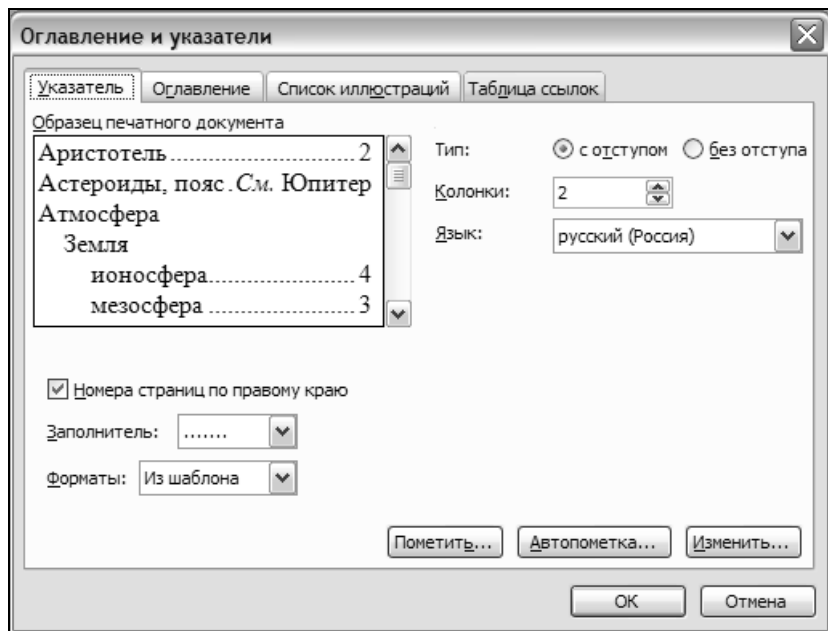 Оглавление и указатели
Указатель
Оглавление
Список иллюстраций
Таблица ссылок
Образец печатного документа
Аристотель ........................ 2
Астероиды, пояс .См. Юпитер
Атмосфера
Земля
ионосфера...................... 4
мезосфера ...................... 3
Тип: с отступом без отступа
Колонки: 2
Язык: русский (Россия)
Номера страниц по правому краю
Заполнитель: .......
Форматы: Из шаблона
Пометить... Автопометка... Изменить...
ОК Отмена